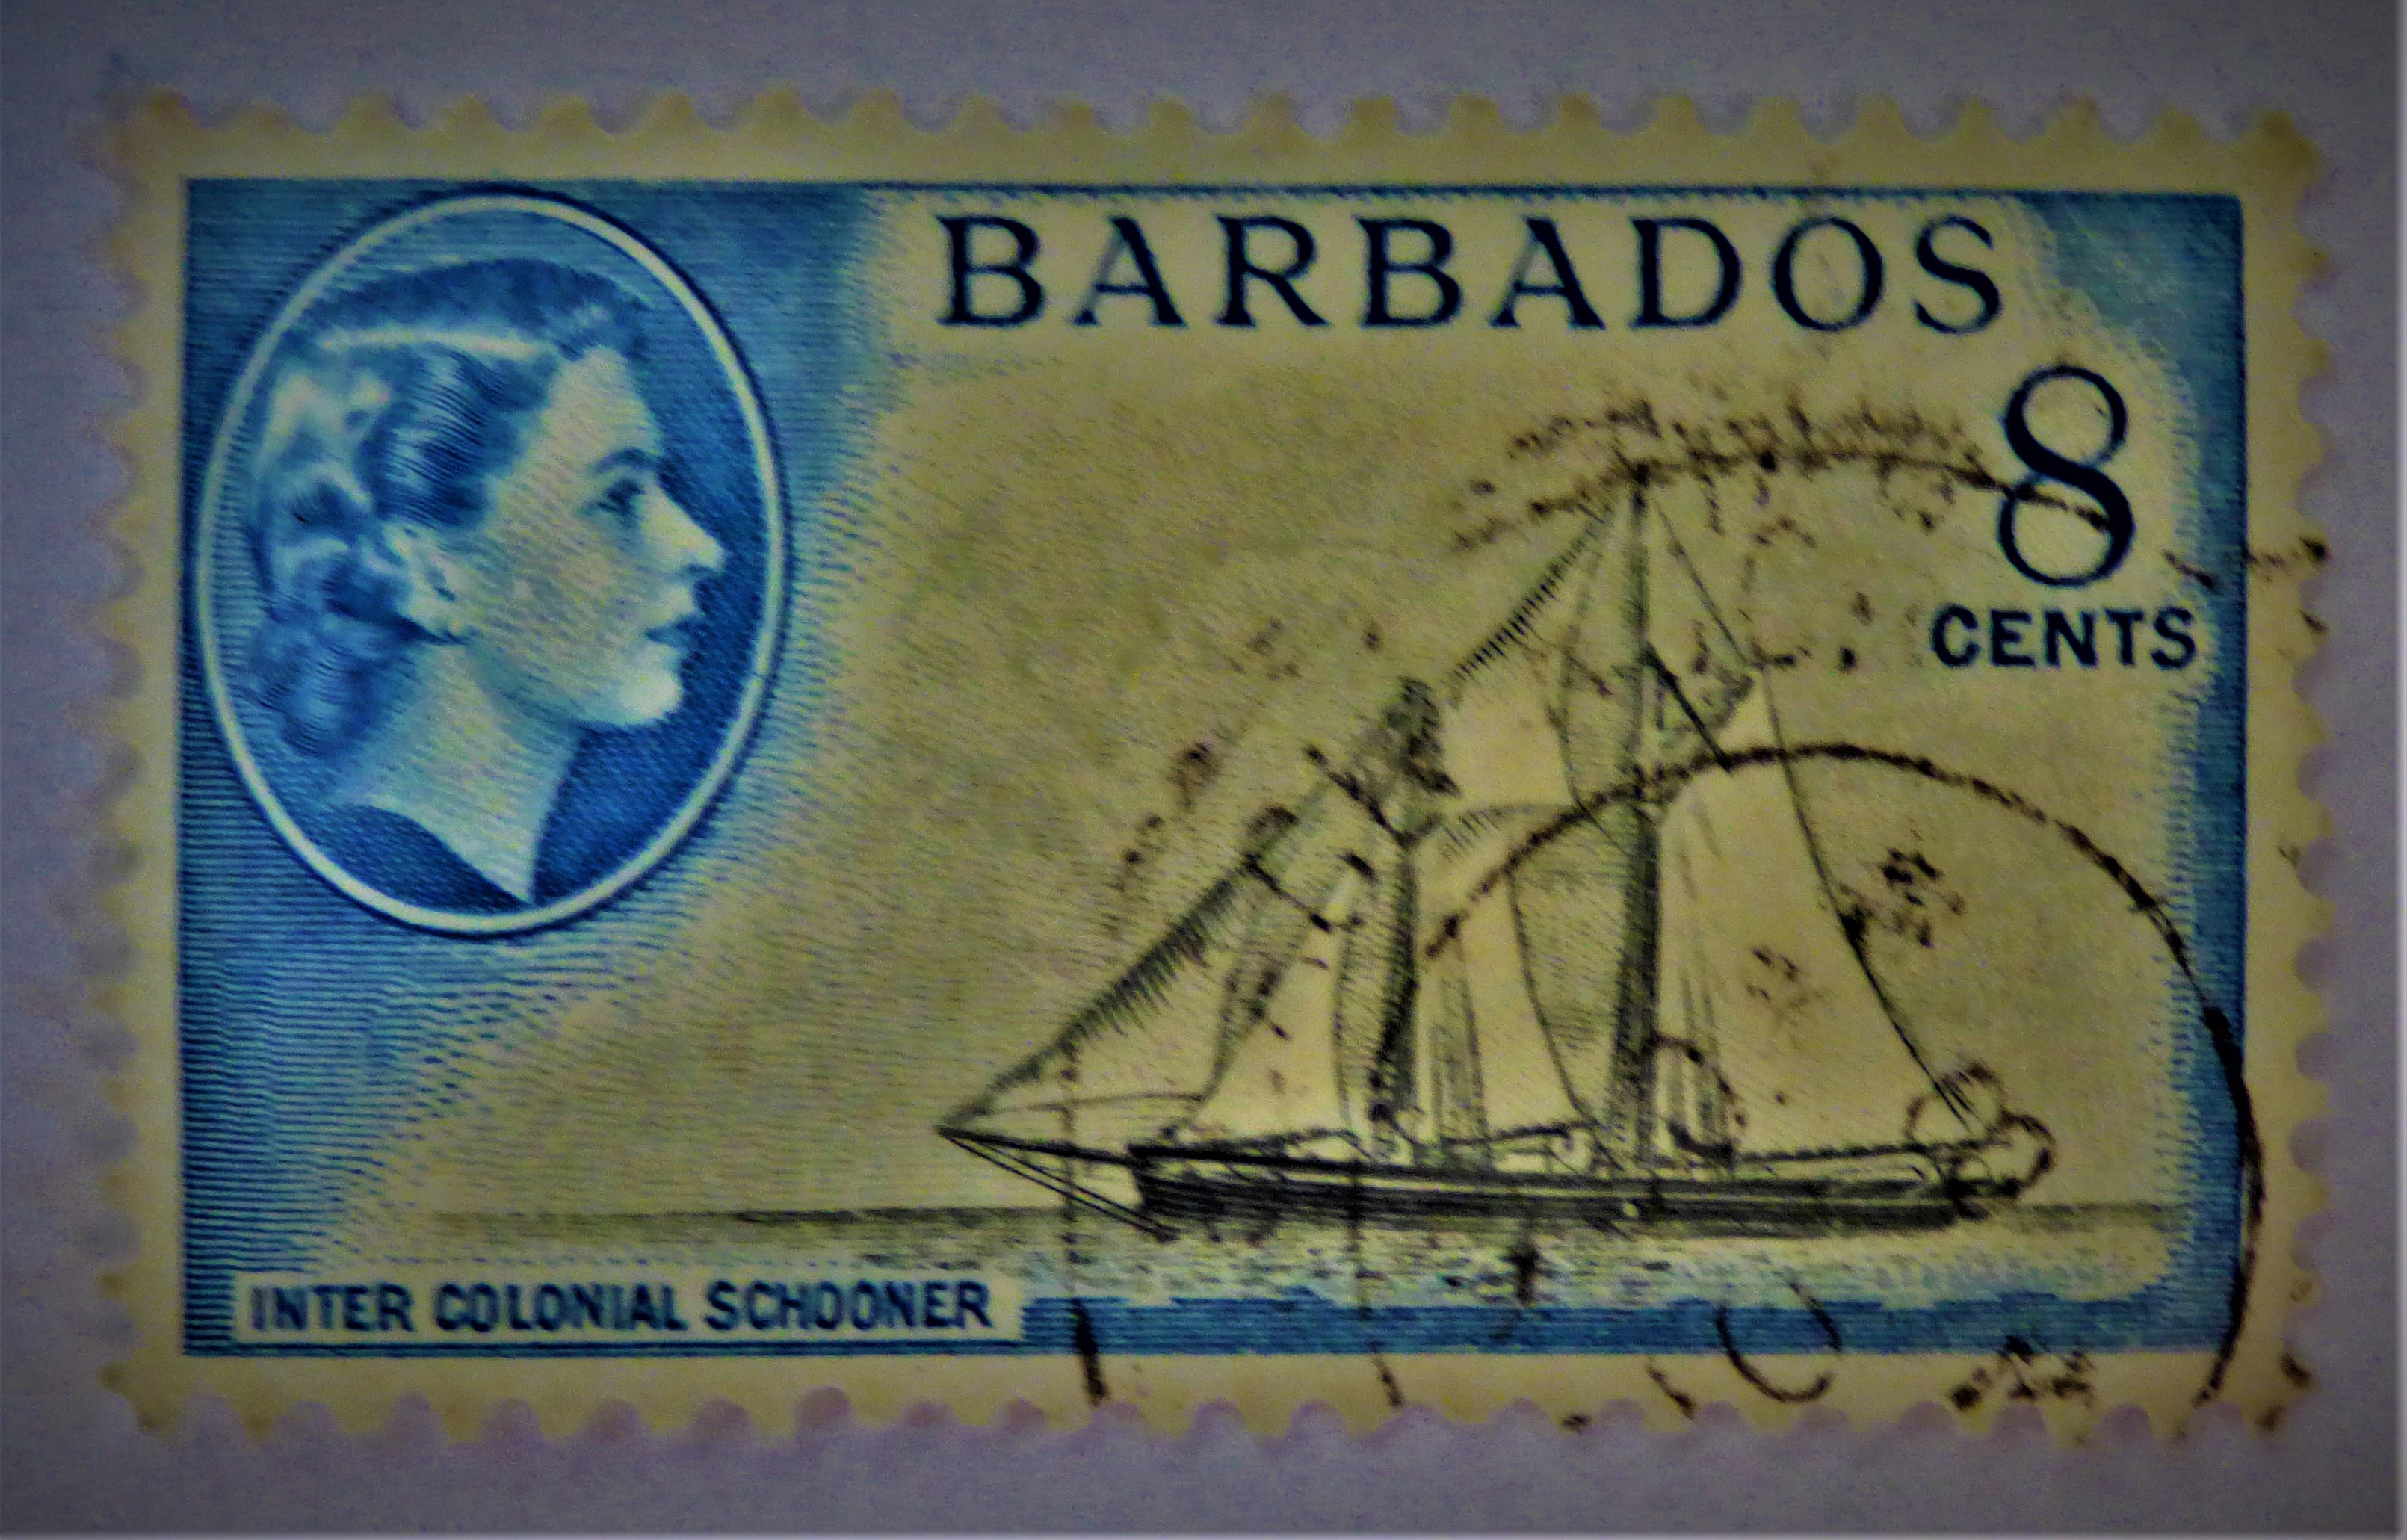 BARBADOS
8
CENTS
INTER COLONIAL SCHOONER